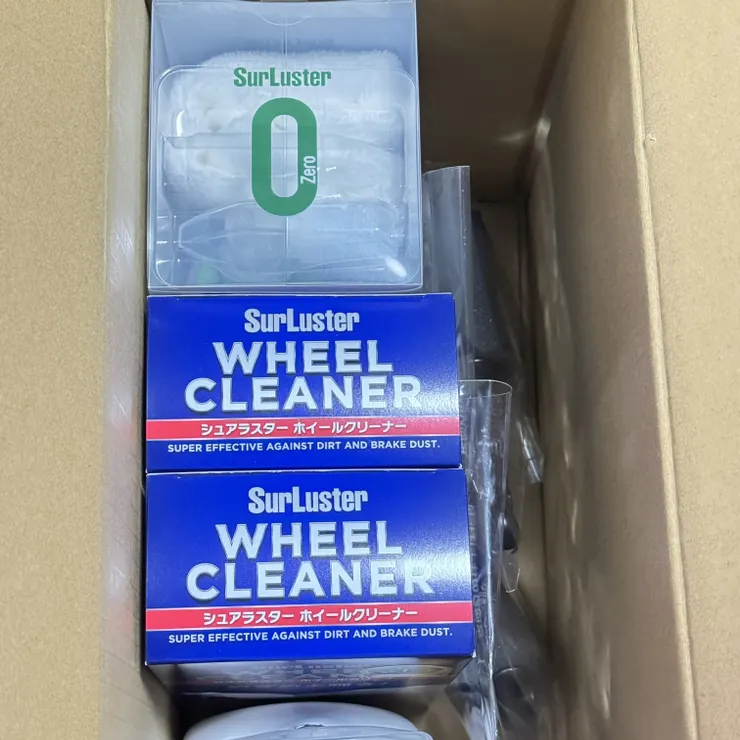 SurLuster
0
Zero
SurLuster
WHEEL
CLEANER
シュアラスター ホイールクリーナー
SUPER EFFECTIVE AGAINST DIRT AND BRAKE DUST.
SurLuster
WHEEL
CLEANER
シュアラスター ホイールクリーナー
SUPER EFFECTIVE AGAINST DIRT AND BRAKE DUST.